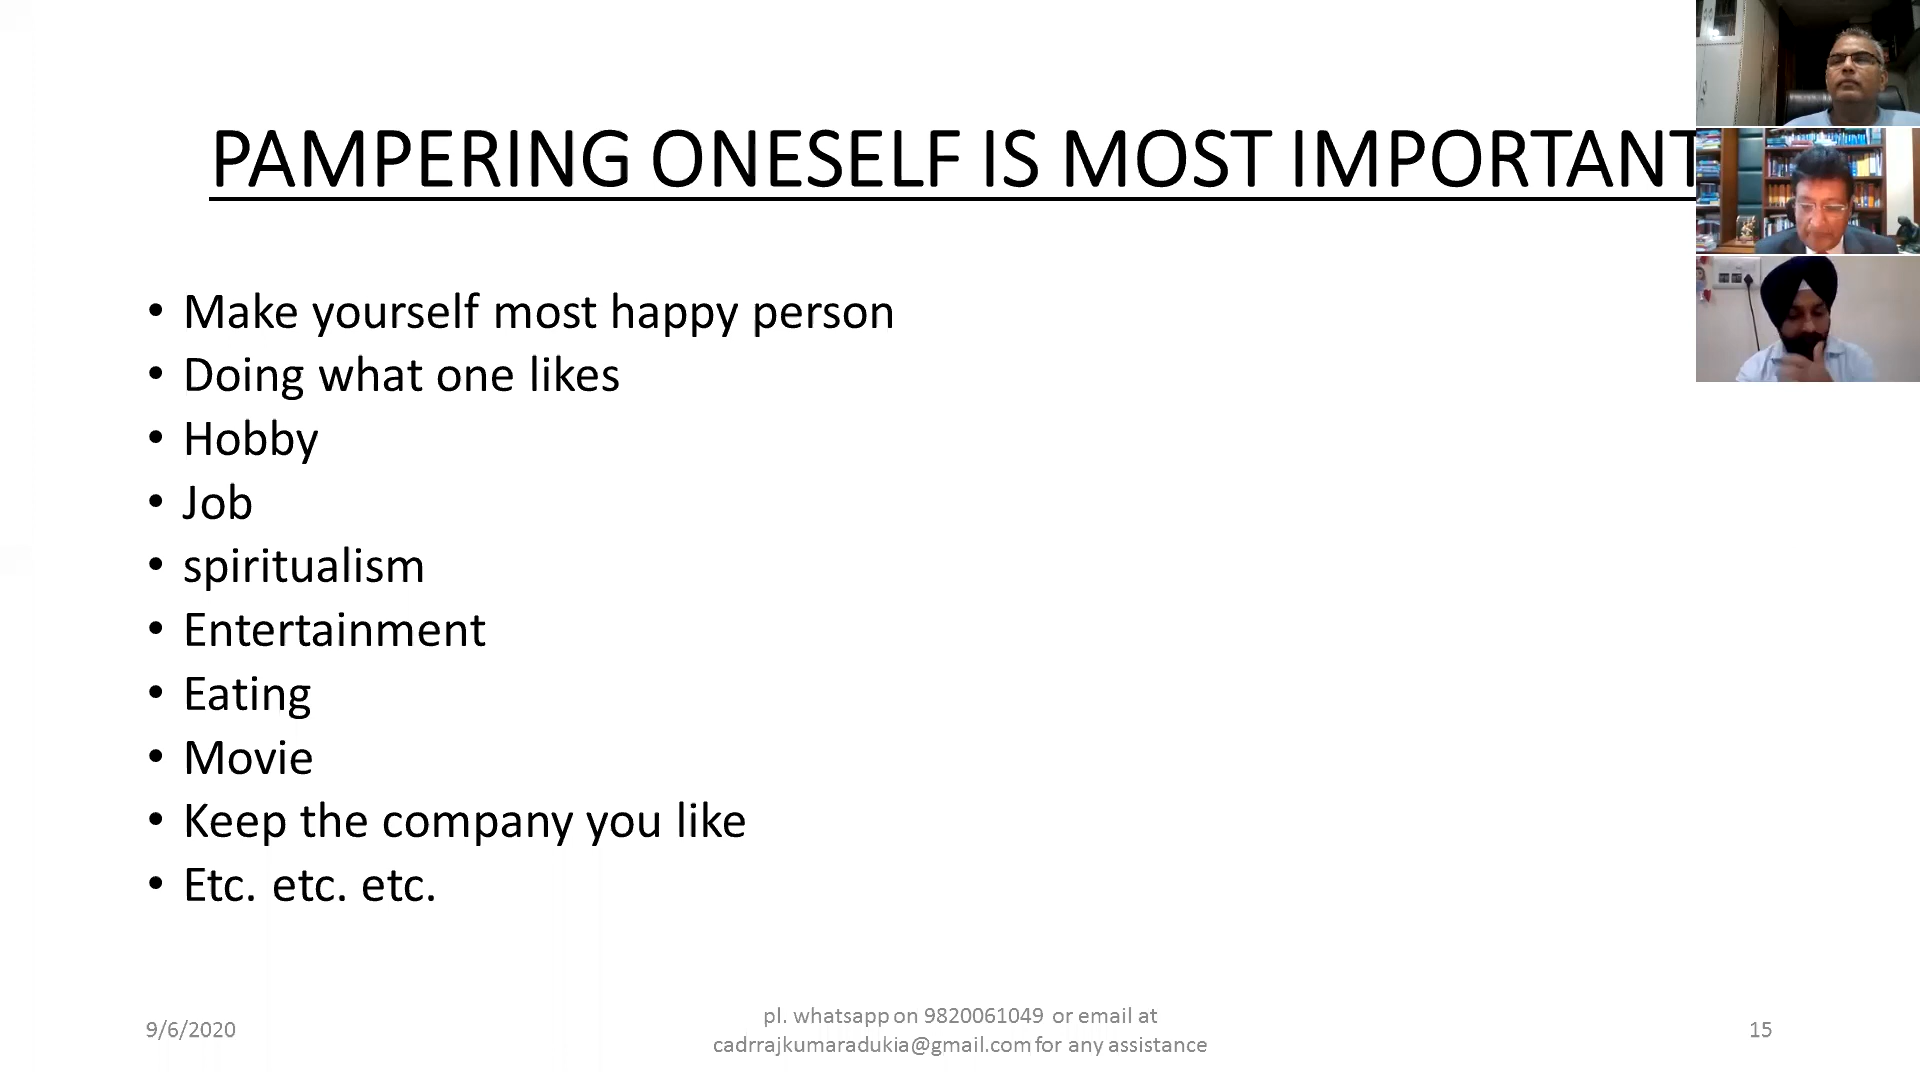 PAMPERING ONESELF IS MOST IMPORTANT
• Make yourself most happy person
• Doing what one likes
• Hobby
• Job
• spiritualism
• Entertainment
• Eating
• Movie
• Keep the company you like
• Etc. etc. etc.
9/6/2020
pl. whatsapp on 9820061049 or email at
cadrrajkumaradukia@gmail.com for any assistance
15